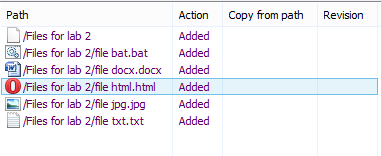 Path Action Copy from path Revision
/Files for lab 2 Added
/Files for lab 2/file bat.bat Added
/Files for lab 2/file docx.docx Added
/Files for lab 2/file html.html Added
/Files for lab 2/file jpg.jpg Added
/Files for lab 2/file txt.txt Added